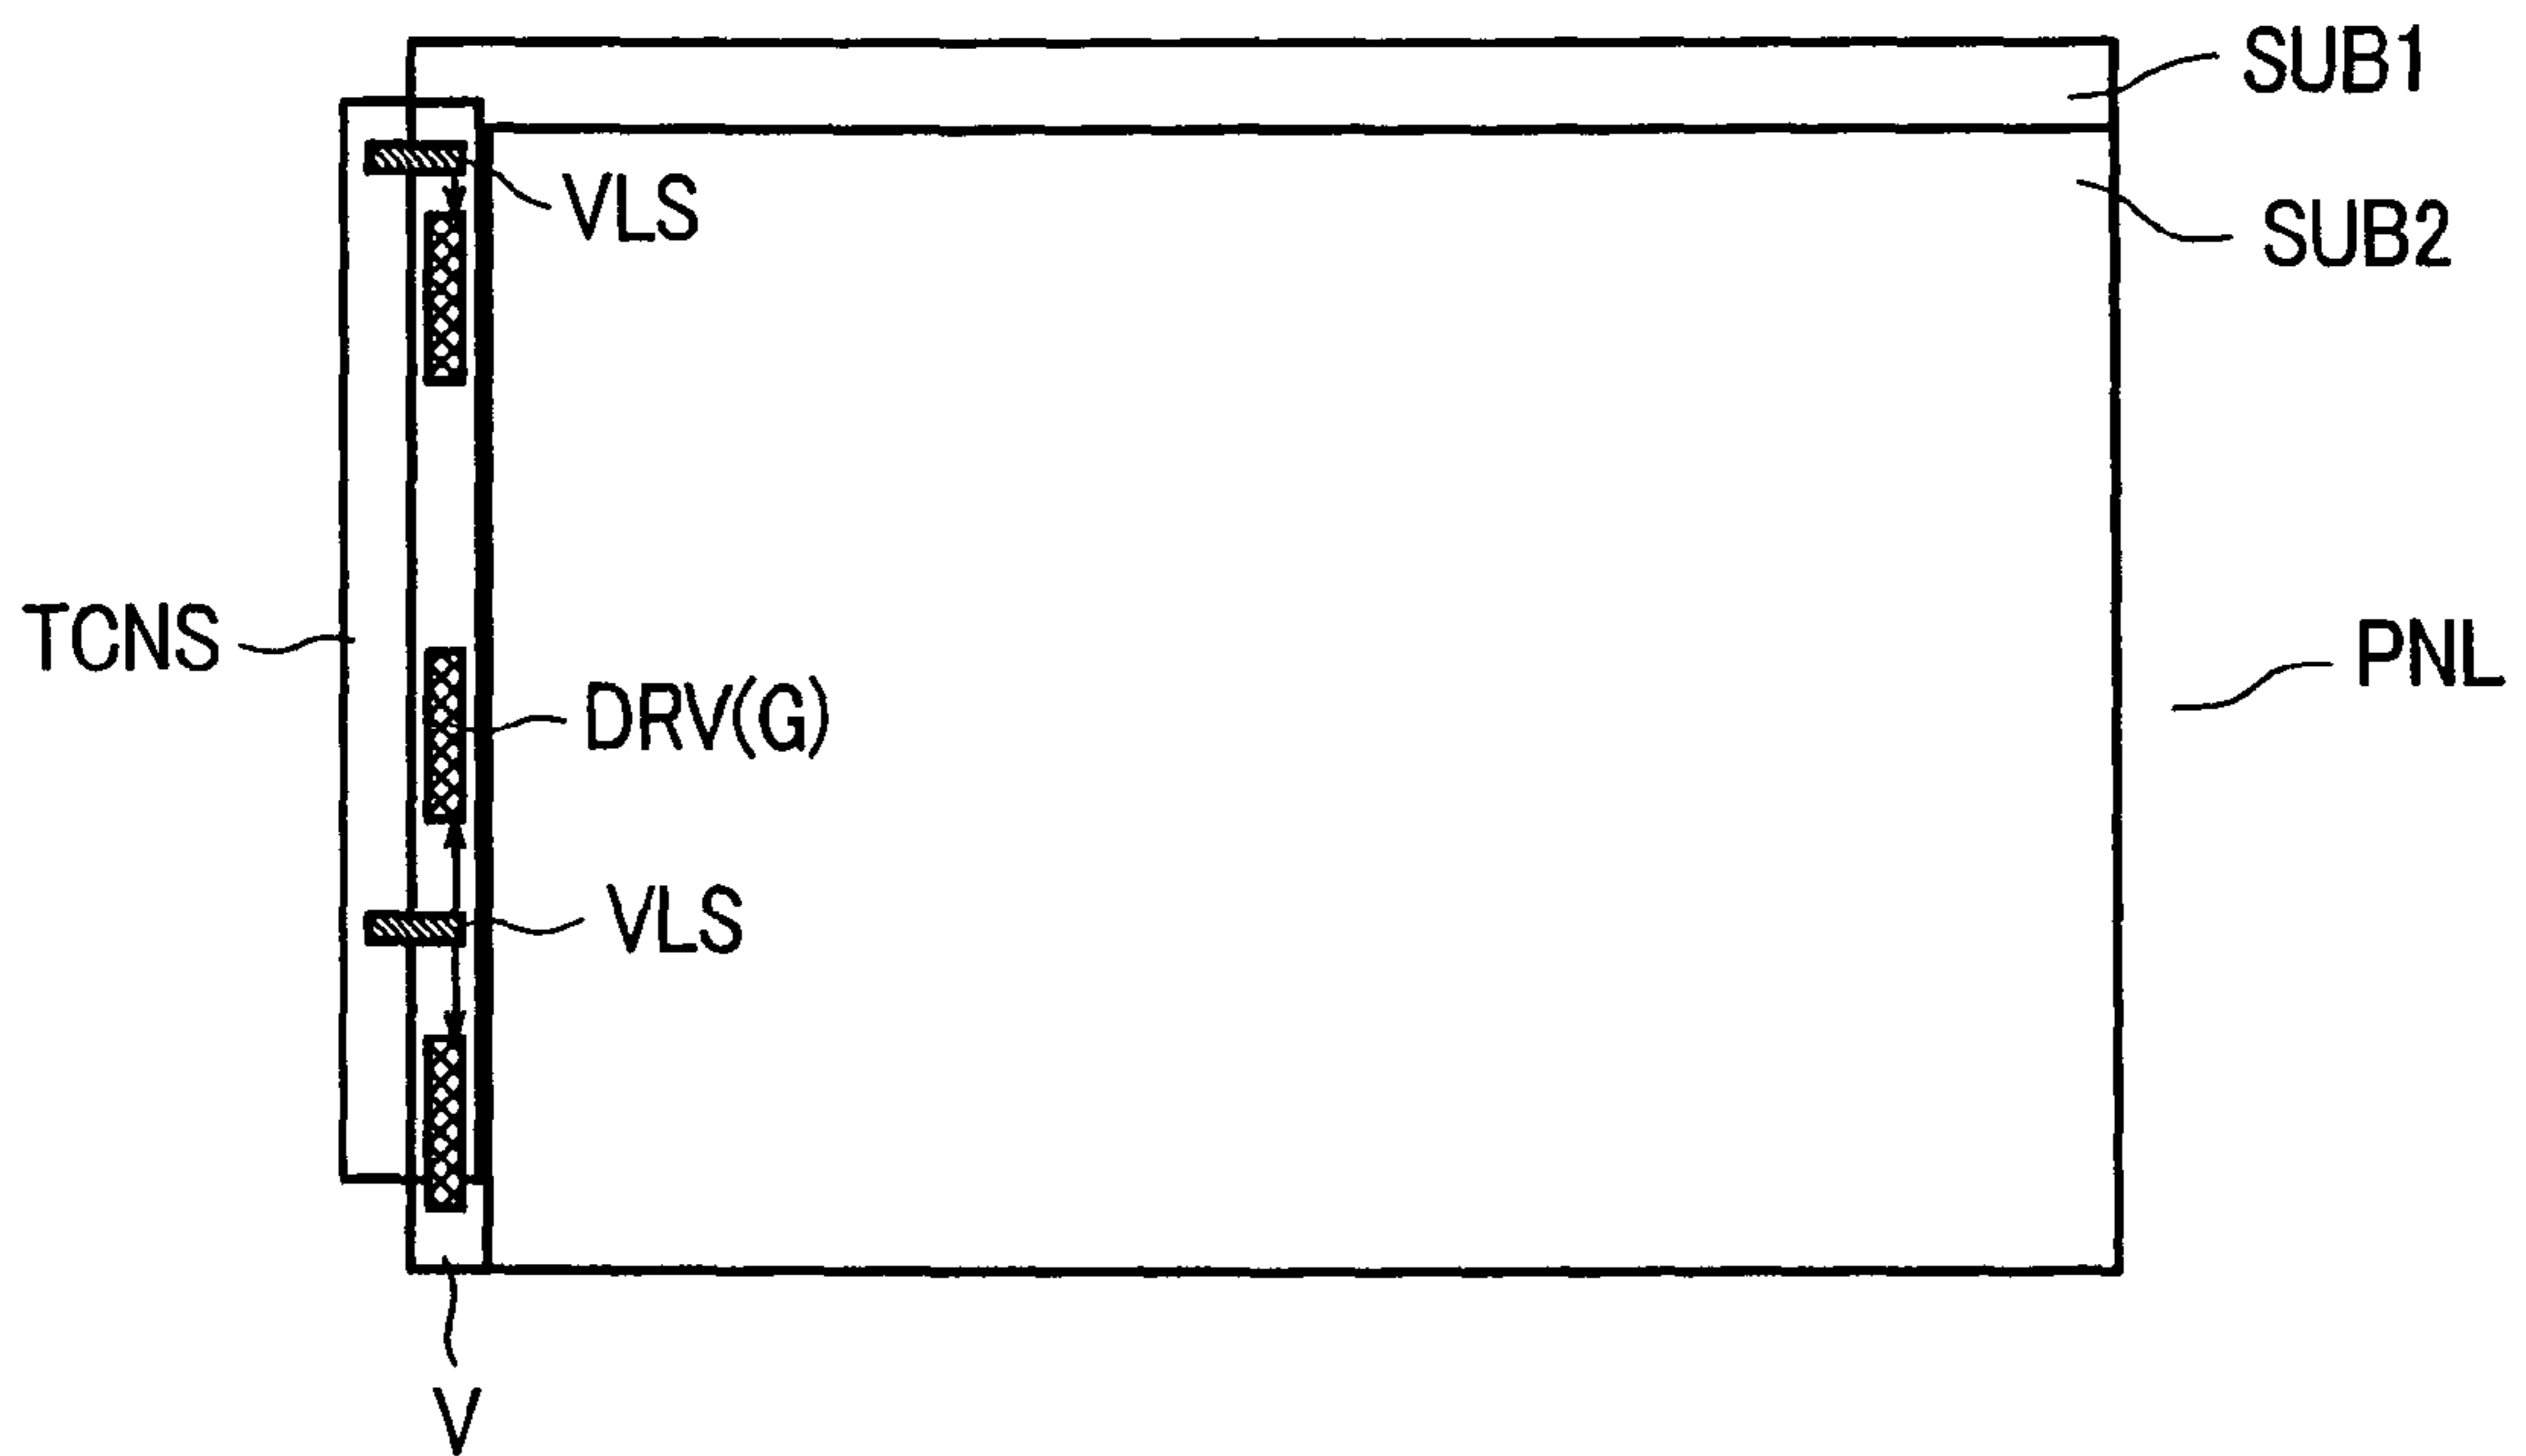 SUB1
VLS
SUB2
TCNS
PNL
DRV(G)
VLS
V